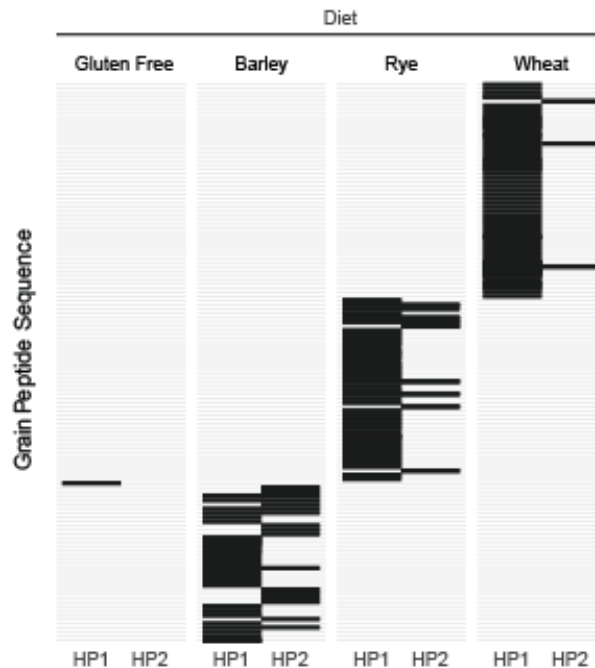 Diet
Gluten Free Barley Rye Wheat
Grain Peptide Sequence
HP1 HP2 HP1 HP2 HP1 HP2 HP1 HP2